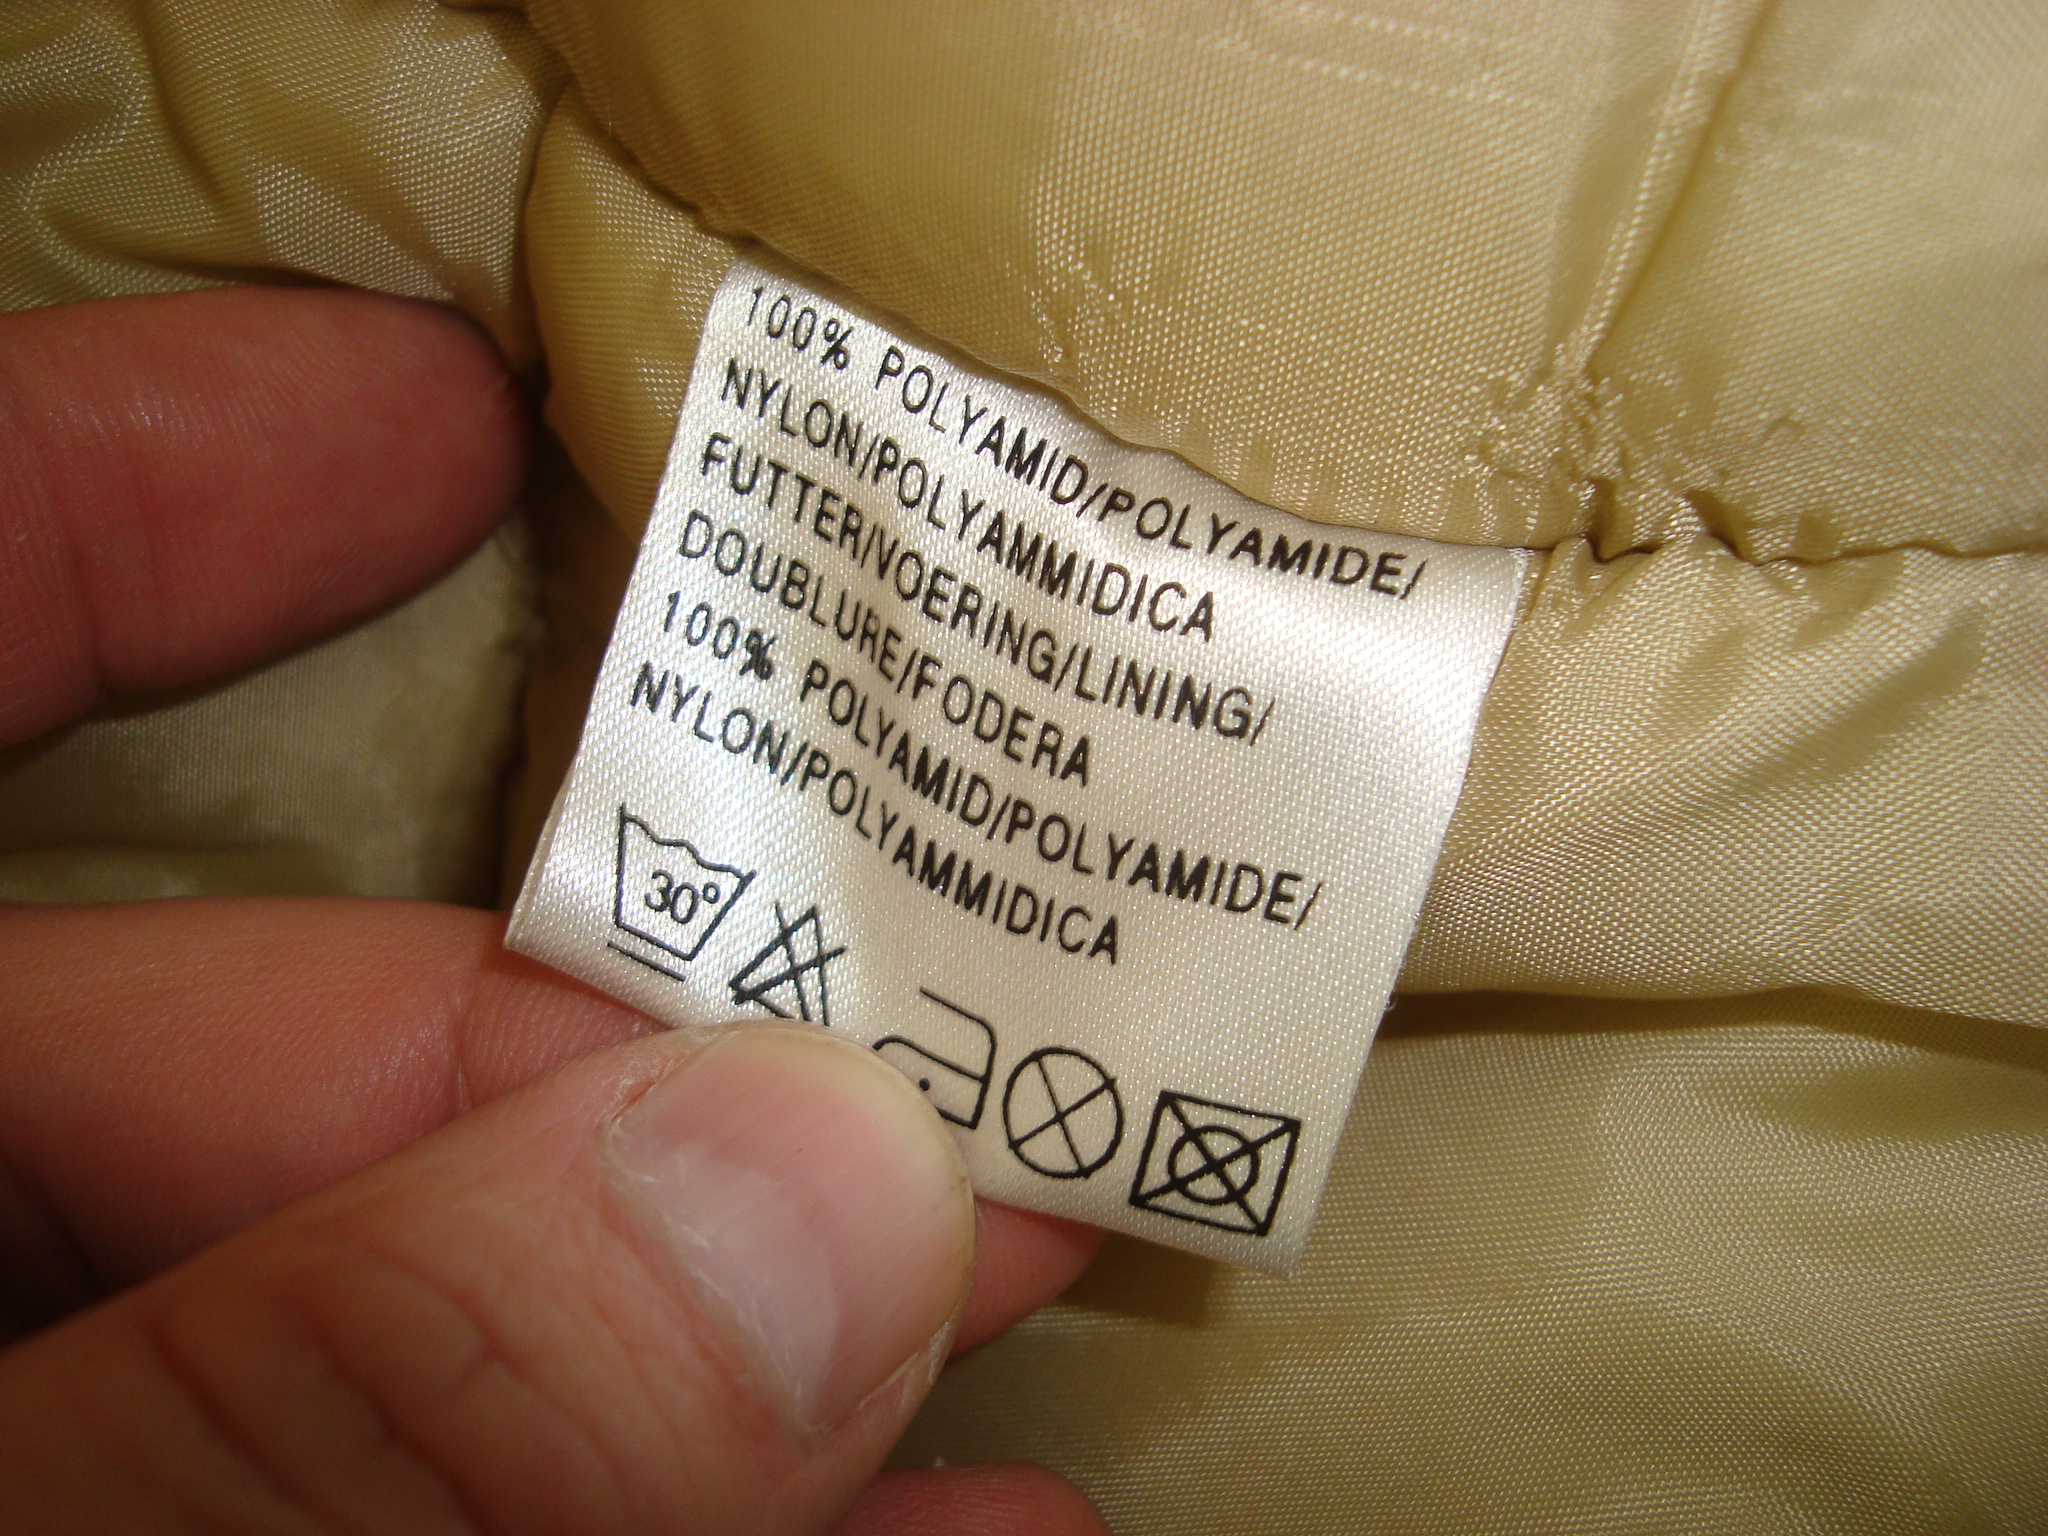 100% POLYAMID/POLYAMIDE/
NYLON/POLYAMMIDICA
FUTTER/VOERING/LINING/
DOUBLURE/FODERA
100% POLYAMID/POLYAMIDE/
NYLON/POLYAMMIDICA
30°